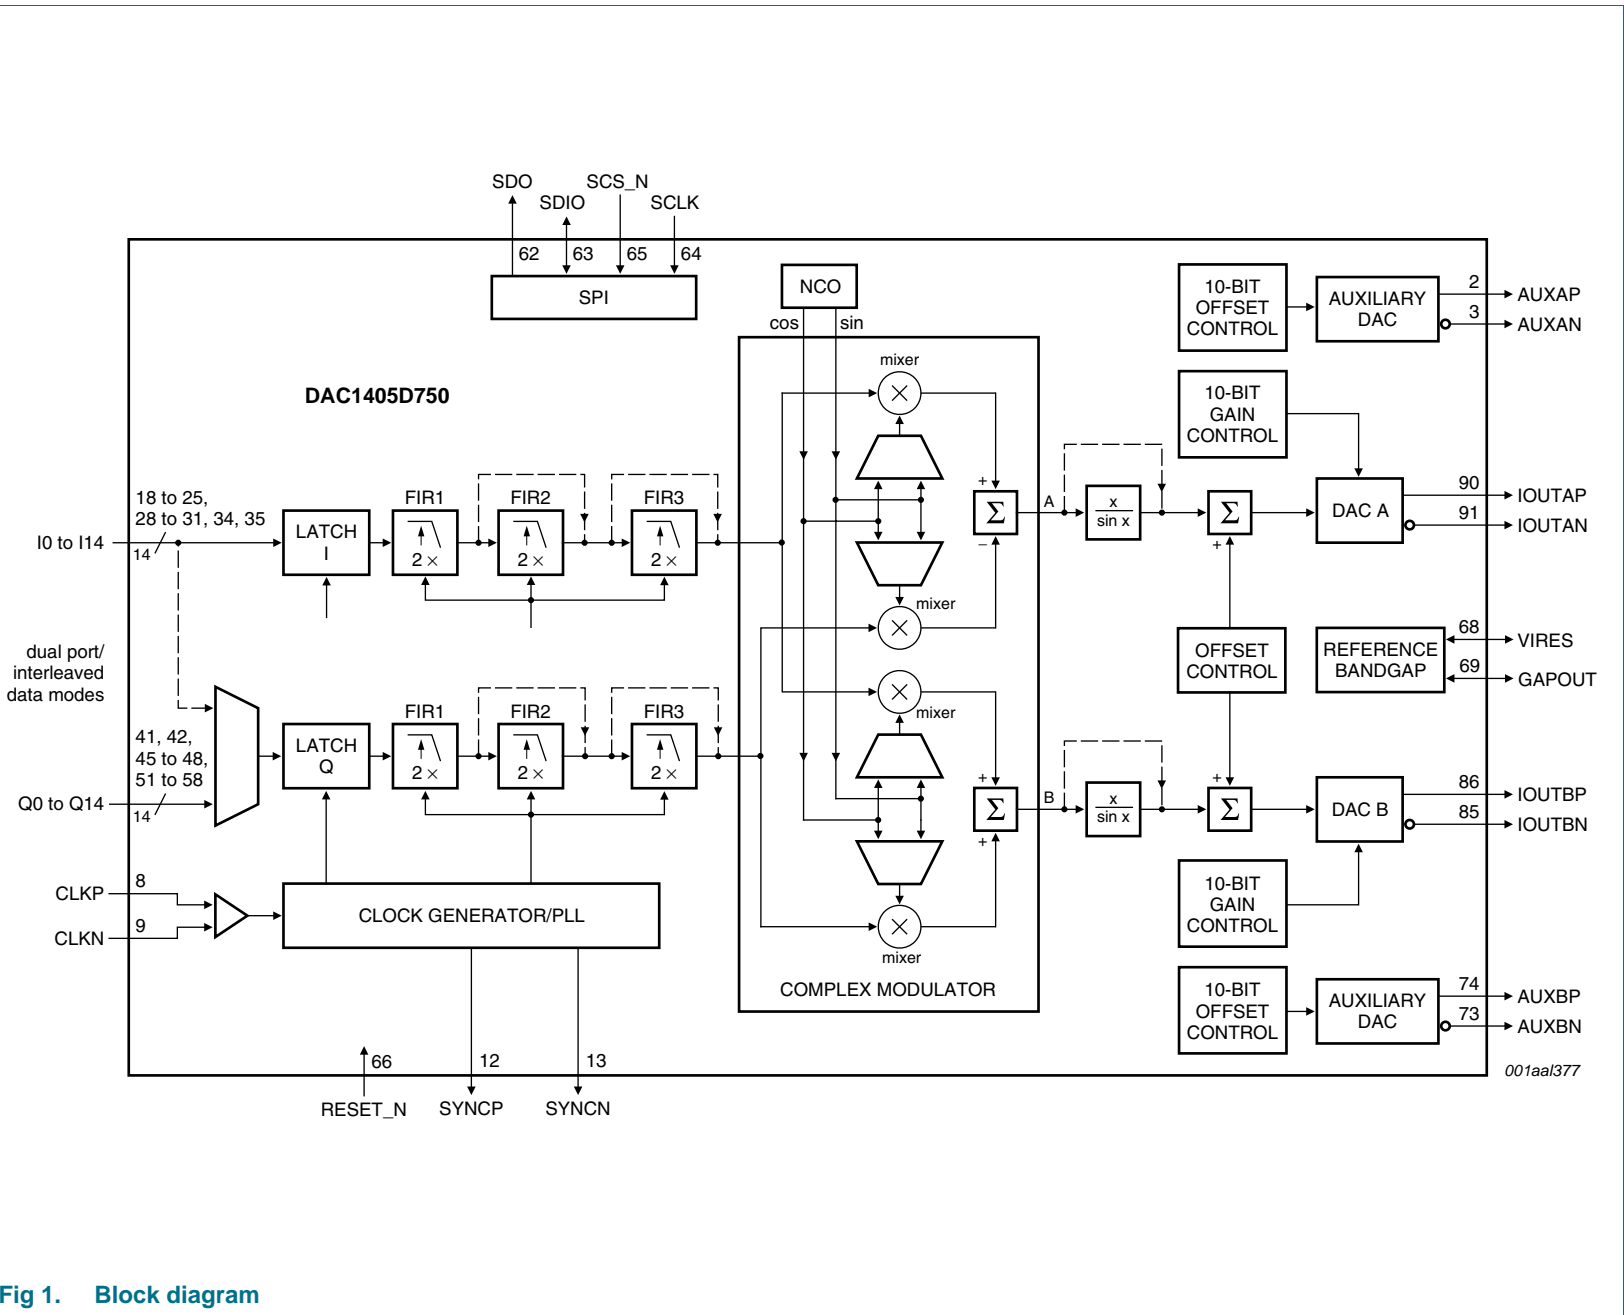 SDO
SDIO
SCS_N
SCLK
62
63
65
64
SPI
NCO
cos
sin
DAC1405D750
10-BIT
OFFSET
CONTROL
AUXILIARY
DAC
2
AUXAP
3
AUXAN
mixer
10-BIT
GAIN
CONTROL
18 to 25,
28 to 31, 34, 35
I0 to I14
14
LATCH
I
FIR1
2 ×
FIR2
2 ×
FIR3
2 ×
+
Σ
−
A
x
sin x
Σ
+
DAC A
90
IOUTAP
91
IOUTAN
mixer
dual port/
interleaved
data modes
OFFSET
CONTROL
REFERENCE
BANDGAP
68
VIRES
69
GAPOUT
mixer
41, 42,
45 to 48,
51 to 58
Q0 to Q14
14
LATCH
Q
FIR1
2 ×
FIR2
2 ×
FIR3
2 ×
+
Σ
+
B
x
sin x
+
Σ
DAC B
86
IOUTBP
85
IOUTBN
CLKP
8
CLKN
9
CLOCK GENERATOR/PLL
10-BIT
GAIN
CONTROL
mixer
COMPLEX MODULATOR
10-BIT
OFFSET
CONTROL
AUXILIARY
DAC
74
AUXBP
73
AUXBN
66
12
13
RESET_N
SYNCP
SYNCN
001aal377
Fig 1. Block diagram